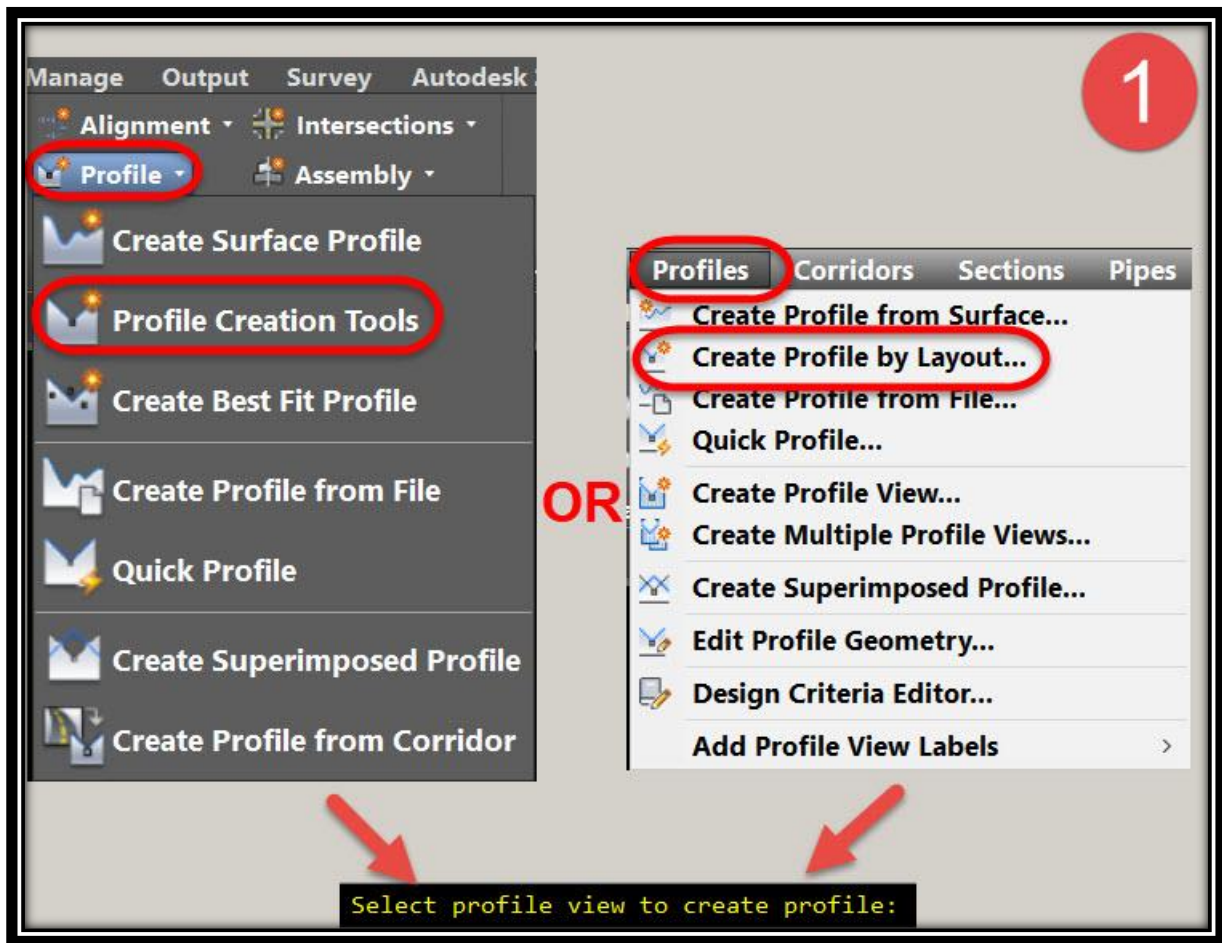 1
Manage Output Survey Autodesk
Alignment Intersections
Profile Assembly
Create Surface Profile
Profile Creation Tools
Create Best Fit Profile
Create Profile from File
Quick Profile
Create Superimposed Profile
Create Profile from Corridor
OR
Profiles Corridors Sections Pipes
Create Profile from Surface...
Create Profile by Layout...
Create Profile from File...
Quick Profile...
Create Profile View...
Create Multiple Profile Views...
Create Superimposed Profile...
Edit Profile Geometry...
Design Criteria Editor...
Add Profile View Labels >
Select profile view to create profile: